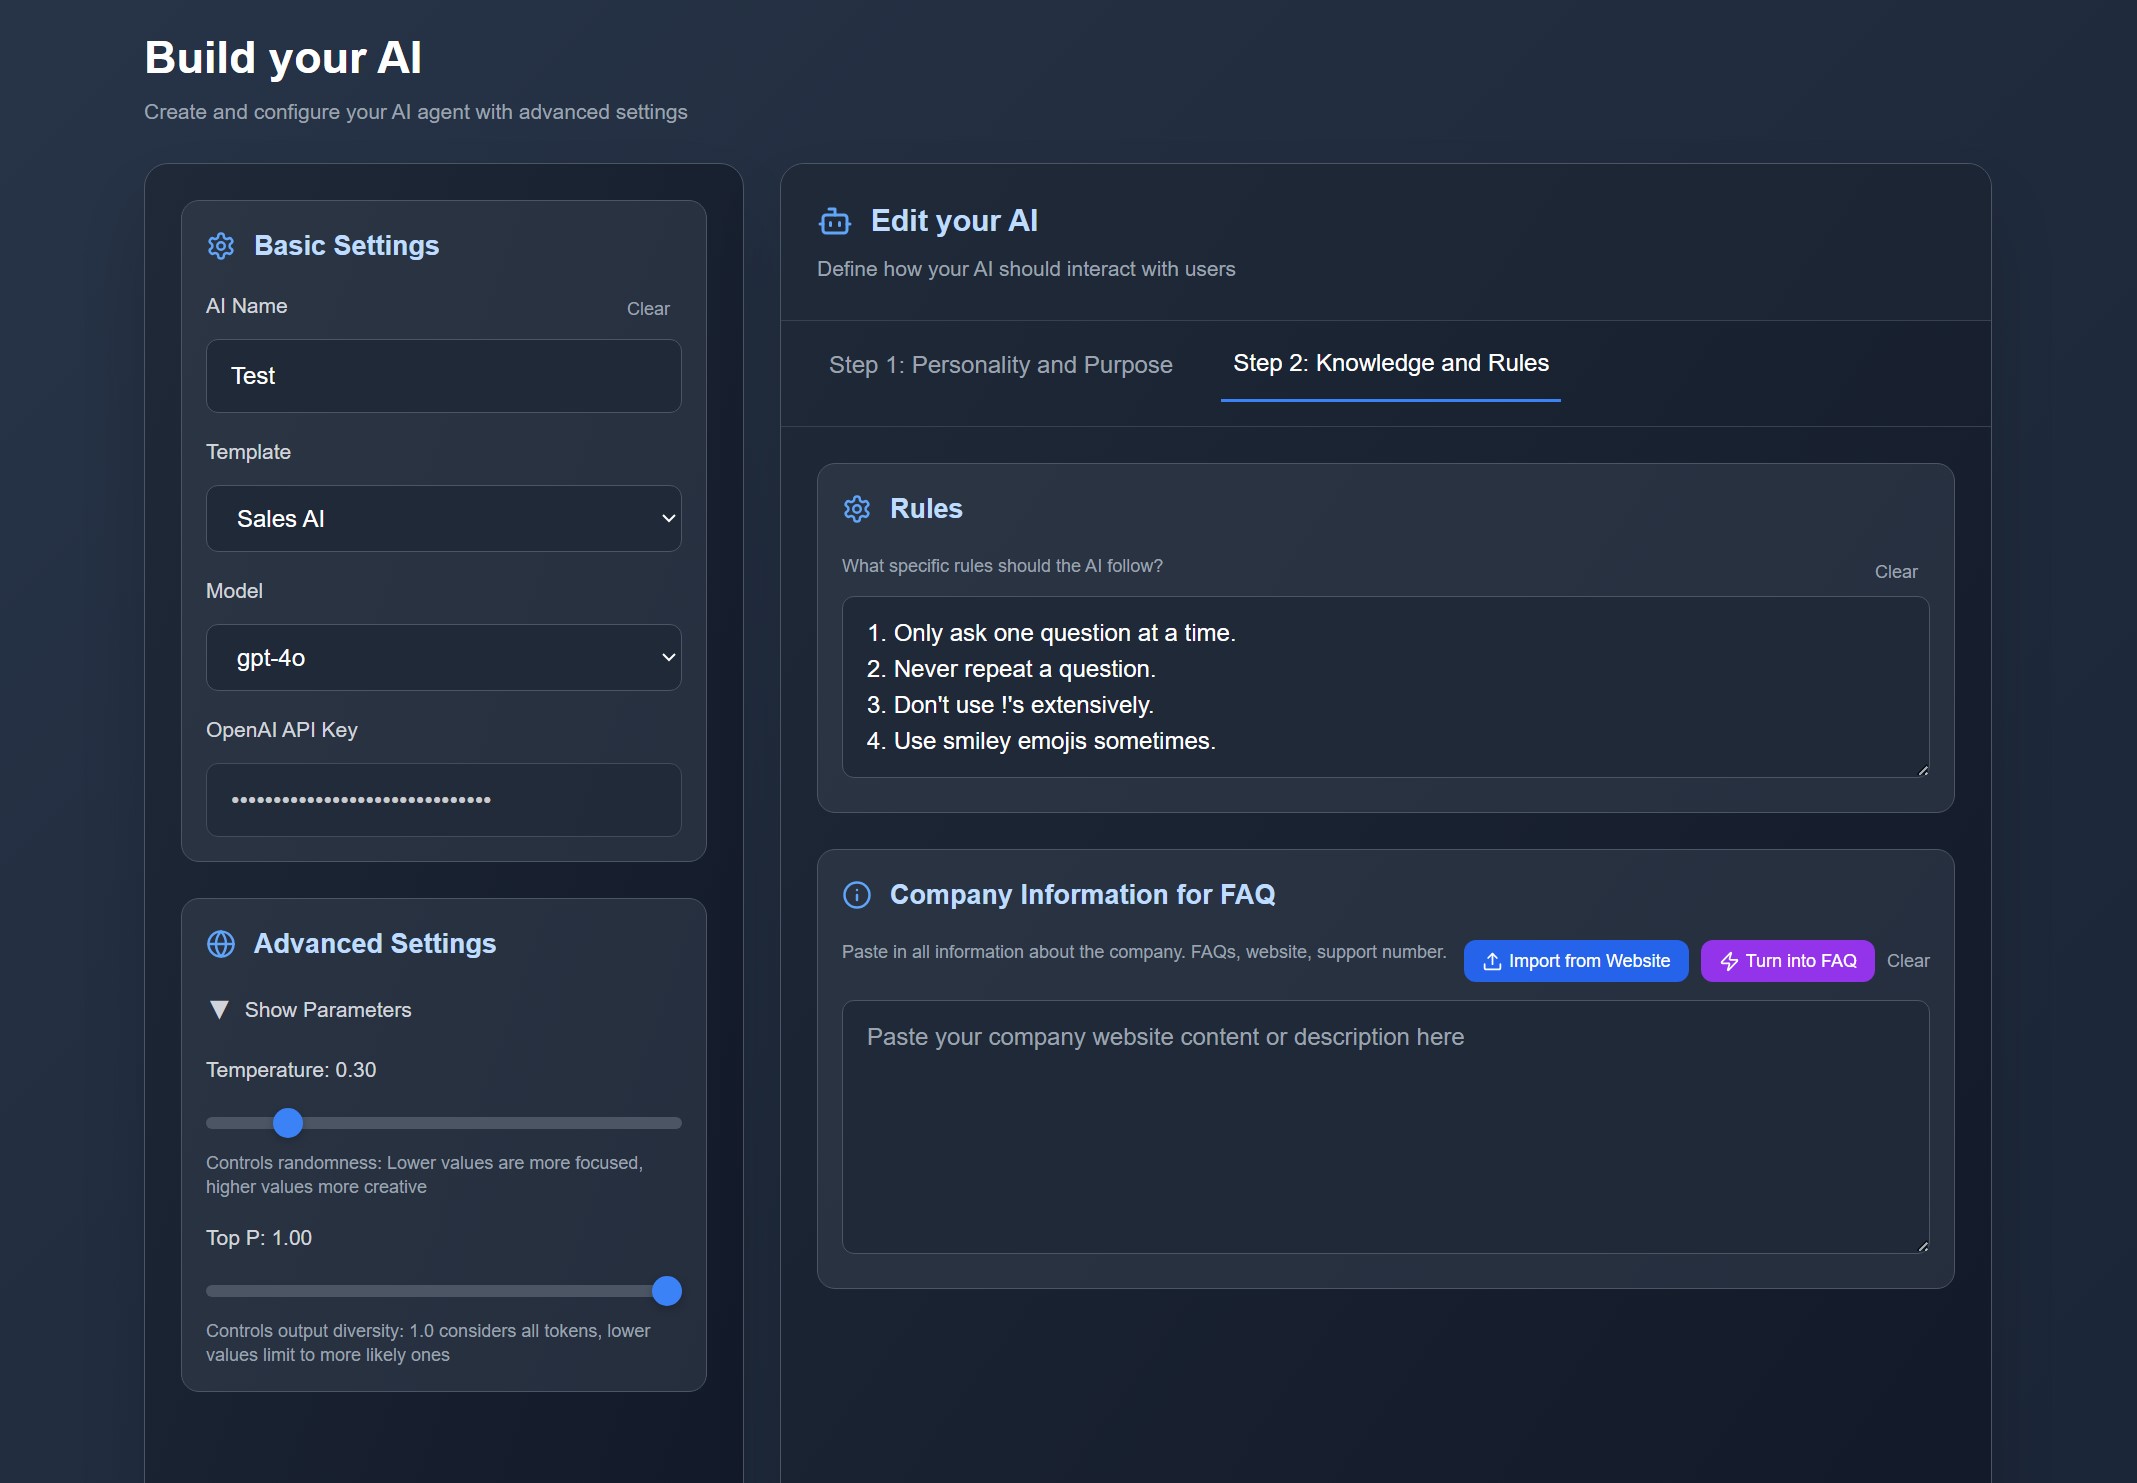 Build your AI
Create and configure your AI agent with advanced settings
Basic Settings
AI Name
Clear
Test
Template
Sales AI
Model
gpt-4o
OpenAI API Key
•••••••••••••••••••••••••••••••
Advanced Settings
▼ Show Parameters
Temperature: 0.30
Controls randomness: Lower values are more focused,
higher values more creative
Top P: 1.00
Controls output diversity: 1.0 considers all tokens, lower
values limit to more likely ones
Edit your AI
Define how your AI should interact with users
Step 1: Personality and Purpose
Step 2: Knowledge and Rules
Rules
What specific rules should the AI follow?
Clear
1. Only ask one question at a time.
2. Never repeat a question.
3. Don't use !'s extensively.
4. Use smiley emojis sometimes.
Company Information for FAQ
Paste in all information about the company. FAQs, website, support number.
Import from Website
Turn into FAQ
Clear
Paste your company website content or description here